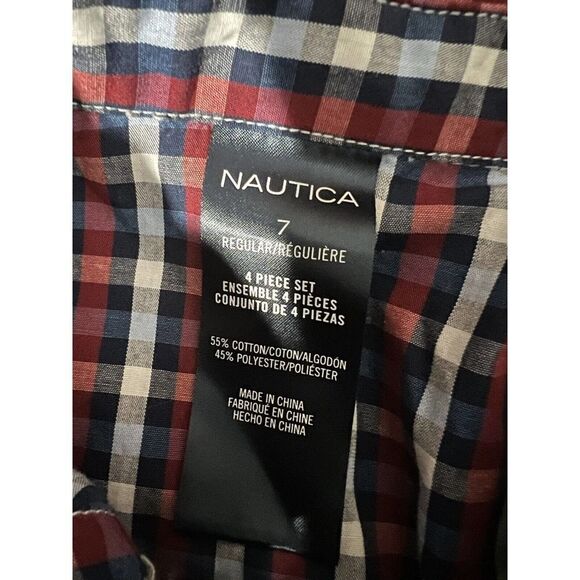 NAUTICA
7
REGULAR/RÉGULIÈRE
4 PIECE SET
ENSEMBLE 4 PIÈCES
CONJUNTO DE 4 PIEZAS
55% COTTON/COTON/ALGODÓN
45% POLYESTER/POLIÉSTER
MADE IN CHINA
FABRIQUÉ EN CHINE
HECHO EN CHINA